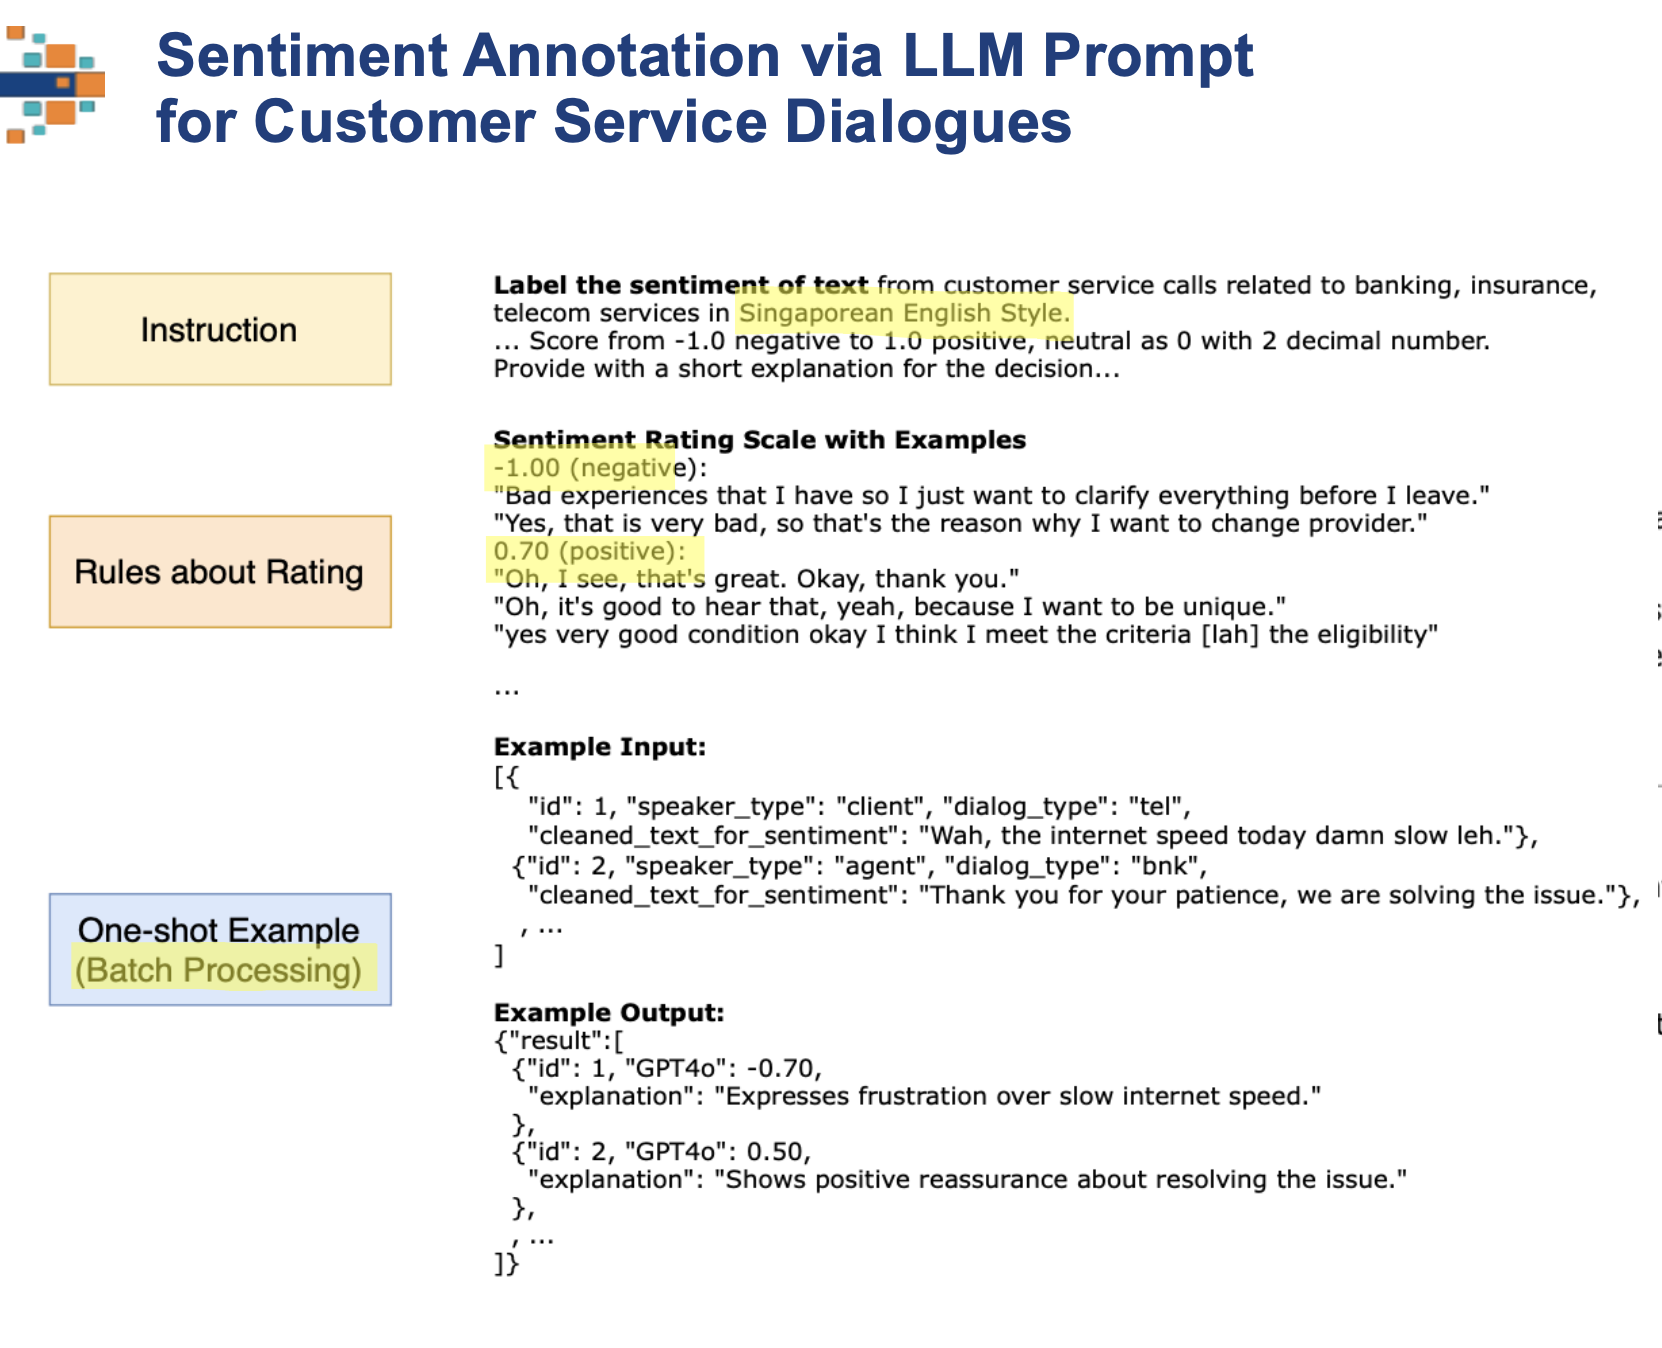 Sentiment Annotation via LLM Prompt
for Customer Service Dialogues
Instruction
Label the sentiment of text from customer service calls related to banking, insurance,
telecom services in Singaporean English Style.
... Score from -1.0 negative to 1.0 positive, neutral as 0 with 2 decimal number.
Provide with a short explanation for the decision...
Rules about Rating
Sentiment Rating Scale with Examples
-1.00 (negative):
"Bad experiences that I have so I just want to clarify everything before I leave."
"Yes, that is very bad, so that's the reason why I want to change provider."
0.70 (positive):
"Oh, I see, that's great. Okay, thank you."
"Oh, it's good to hear that, yeah, because I want to be unique."
"yes very good condition okay I think I meet the criteria [lah] the eligibility"
...
One-shot Example
(Batch Processing)
Example Input:
[{
"id": 1, "speaker_type": "client", "dialog_type": "tel",
"cleaned_text_for_sentiment": "Wah, the internet speed today damn slow leh."},
{"id": 2, "speaker_type": "agent", "dialog_type": "bnk",
"cleaned_text_for_sentiment": "Thank you for your patience, we are solving the issue."},
, ...
]
Example Output:
{"result":[
{"id": 1, "GPT4o": -0.70,
"explanation": "Expresses frustration over slow internet speed."
},
{"id": 2, "GPT4o": 0.50,
"explanation": "Shows positive reassurance about resolving the issue."
},
, ...
]}